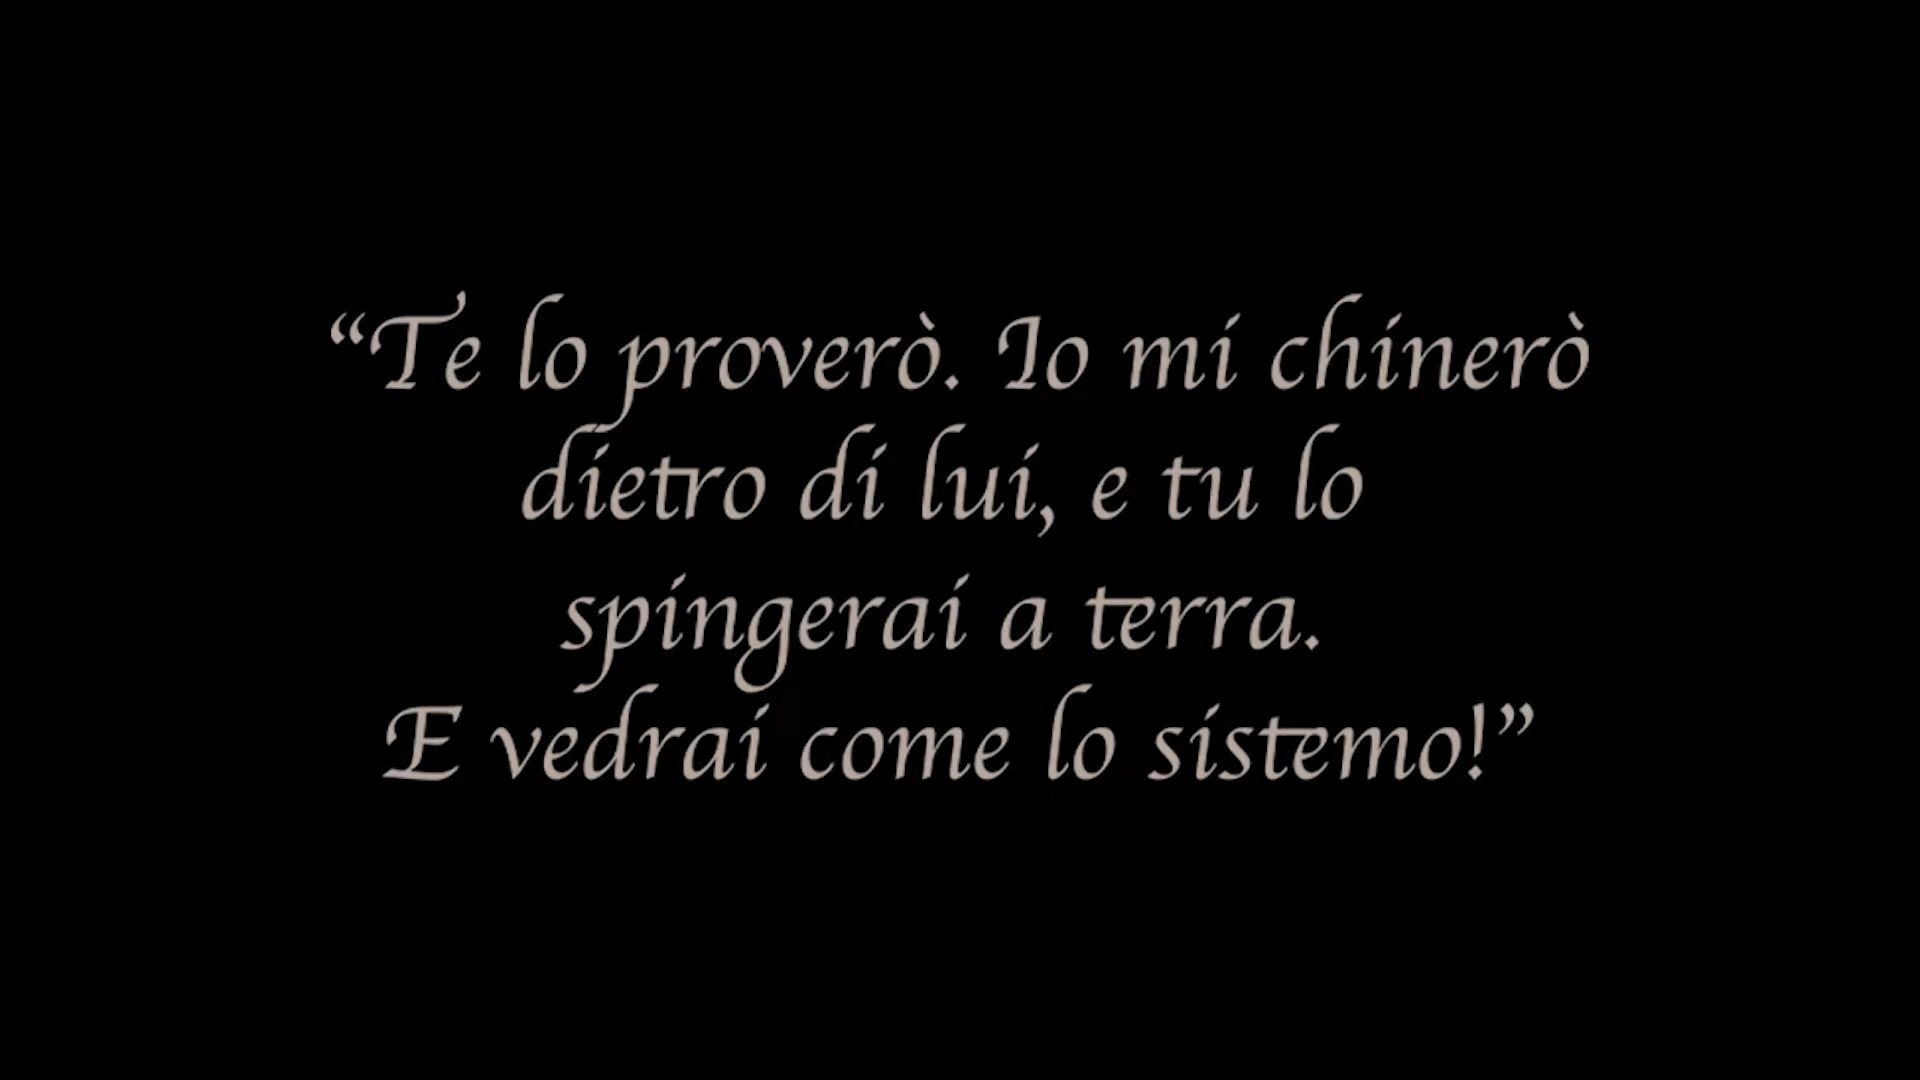 “Te lo proverò. Io mi chinerò
dietro di lui, e tu lo
spingerai a terra.
E vedrai come lo sistemo!”